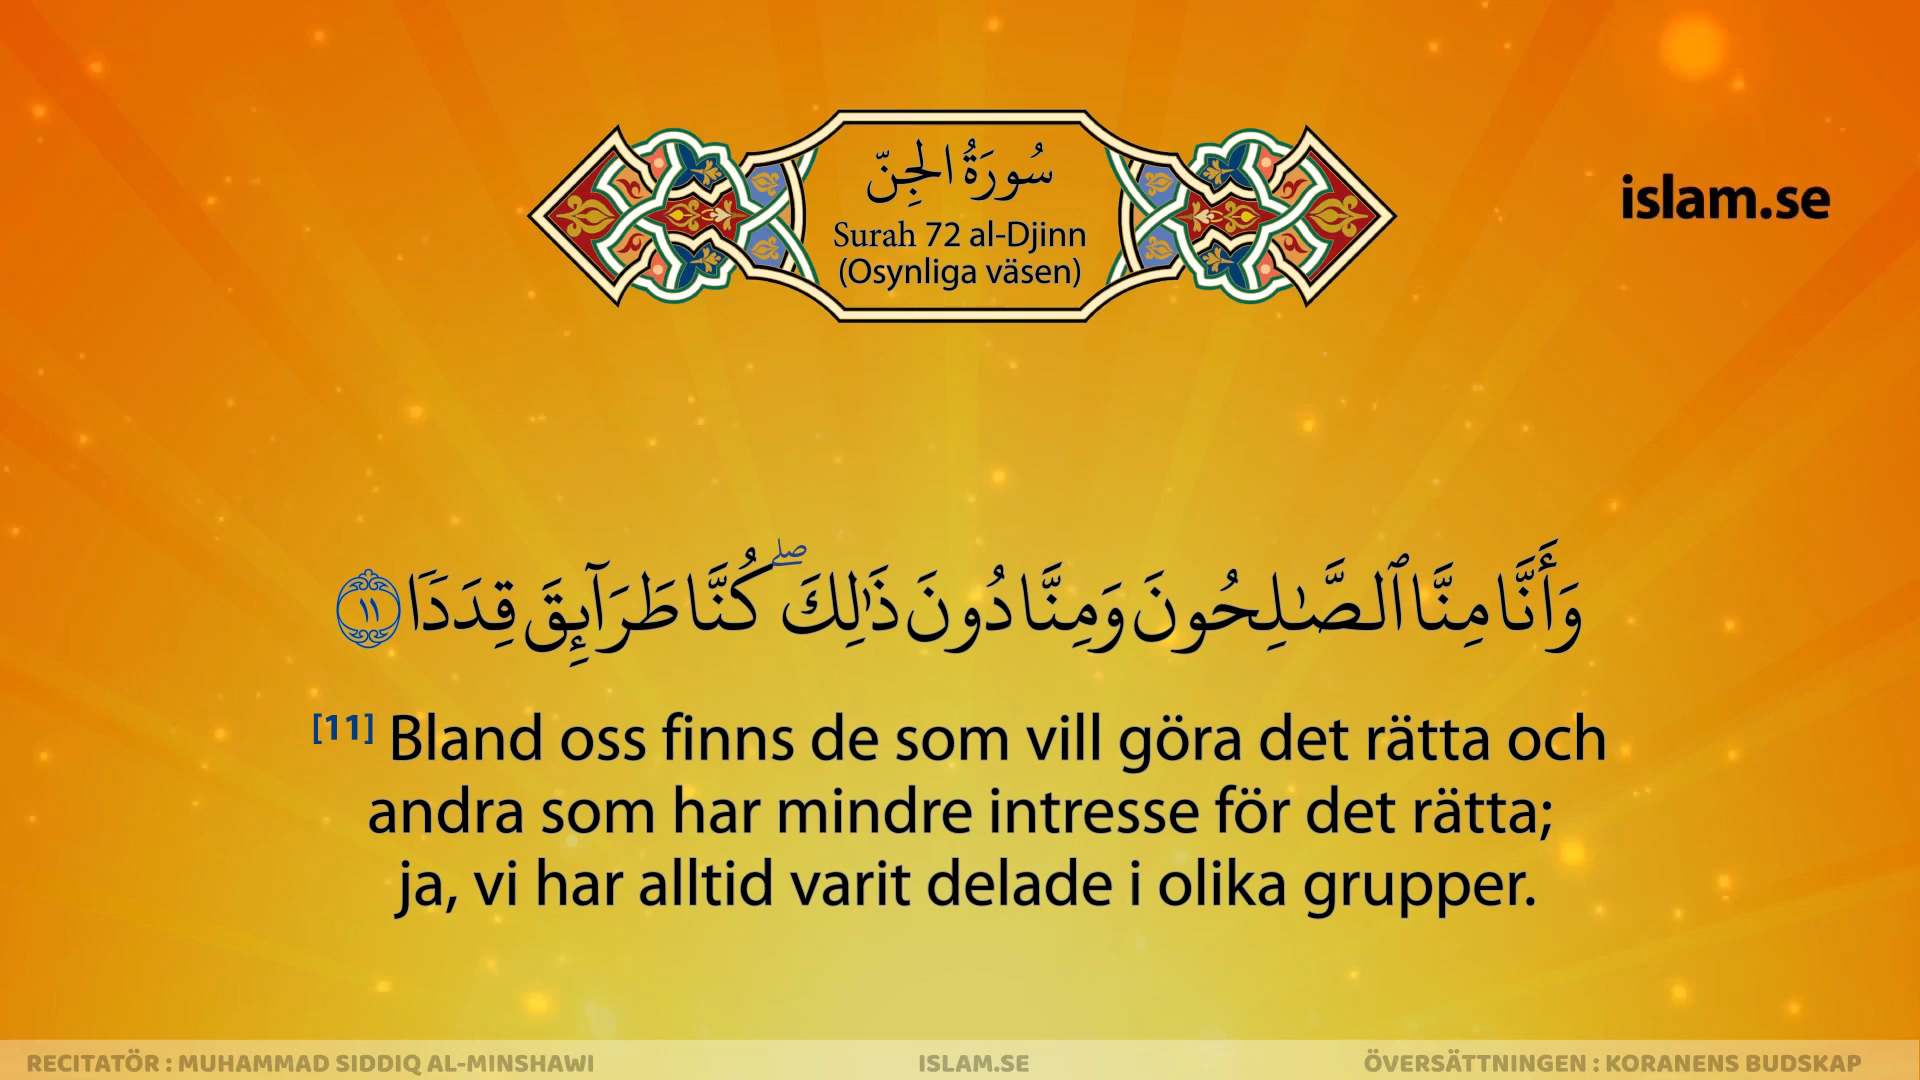 سُورَةُ الجِنّ
Surah 72 al-Djinn
(Osynliga väsen)
islam.se
وَأَنَّا مِنَّا ٱلصَّـٰلِحُونَ وَمِنَّا دُونَ ذَٰلِكَ ۖ كُنَّا طَرَآئِقَ قِدَدًا ١١
[11] Bland oss finns de som vill göra det rätta och
andra som har mindre intresse för det rätta;
ja, vi har alltid varit delade i olika grupper.
RECITATÖR : MUHAMMAD SIDDIQ AL-MINSHAWI
ISLAM.SE
ÖVERSÄTTNINGEN : KORANENS BUDSKAP